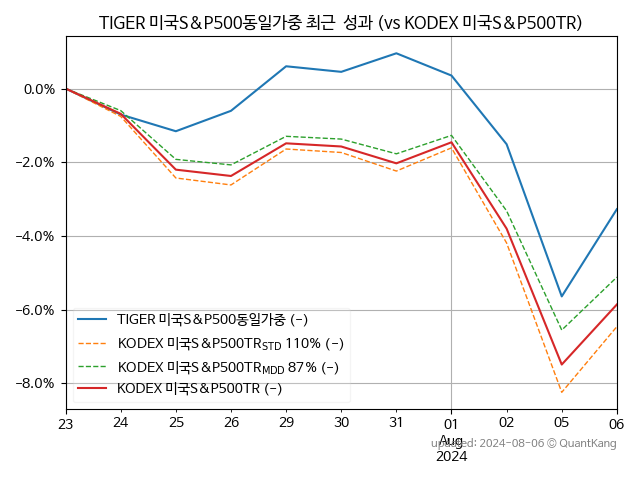 TIGER 미국S&P500동일가중 최근 성과 (vs KODEX 미국S&P500TR)
0.0%
−2.0%
−4.0%
−6.0%
−8.0%
TIGER 미국S&P500동일가중 (-)
KODEX 미국S&P500TRSTD 110% (-)
KODEX 미국S&P500TRMDD 87% (-)
KODEX 미국S&P500TR (-)
23 24 25 26 29 30 31 01 02 05 06
Aug
2024
updated: 2024-08-06 ⓒ QuantKang